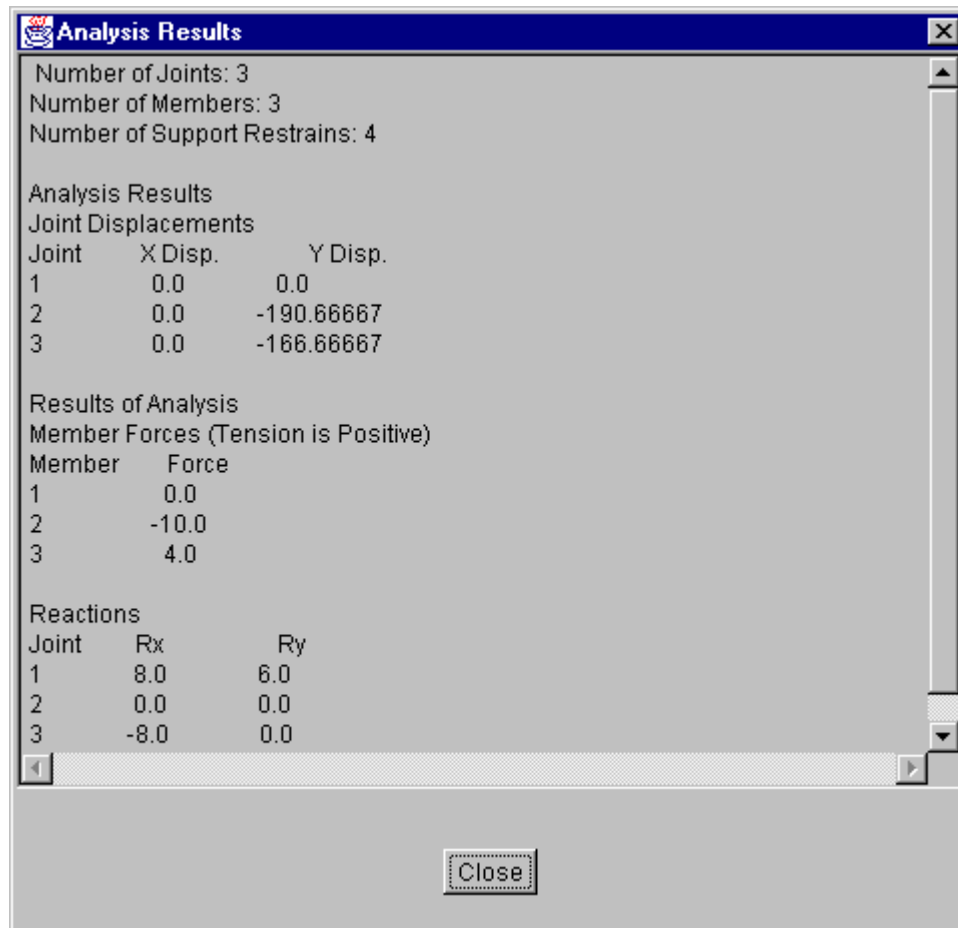 Analysis Results
Number of Joints: 3
Number of Members: 3
Number of Support Restrains: 4
Analysis Results
Joint Displacements
Joint X Disp. Y Disp.
1 0.0 0.0
2 0.0 -190.66667
3 0.0 -166.66667
Results of Analysis
Member Forces (Tension is Positive)
Member Force
1 0.0
2 -10.0
3 4.0
Reactions
Joint Rx Ry
1 8.0 6.0
2 0.0 0.0
3 -8.0 0.0
Close